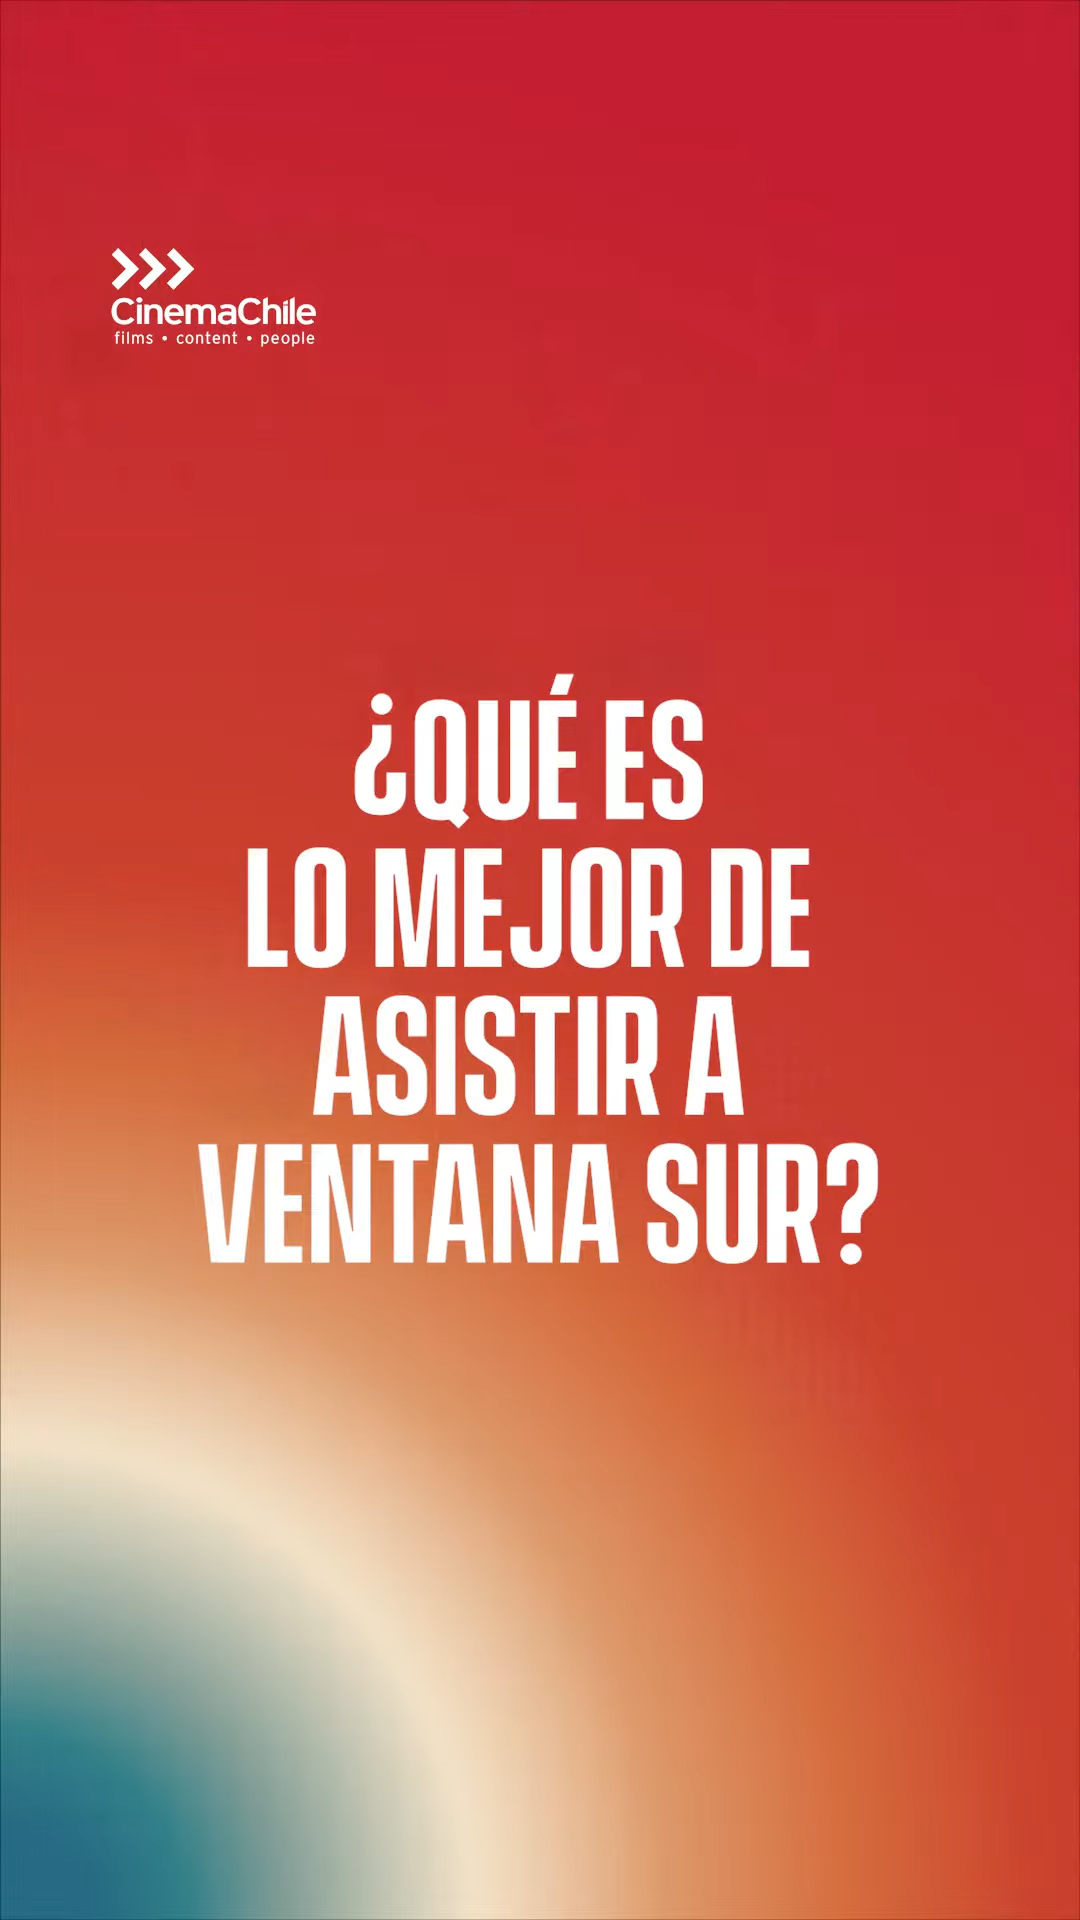 CinemaChile
films • content • people
¿QUÉ ES
LO MEJOR DE
ASISTIR A
VENTANA SUR?